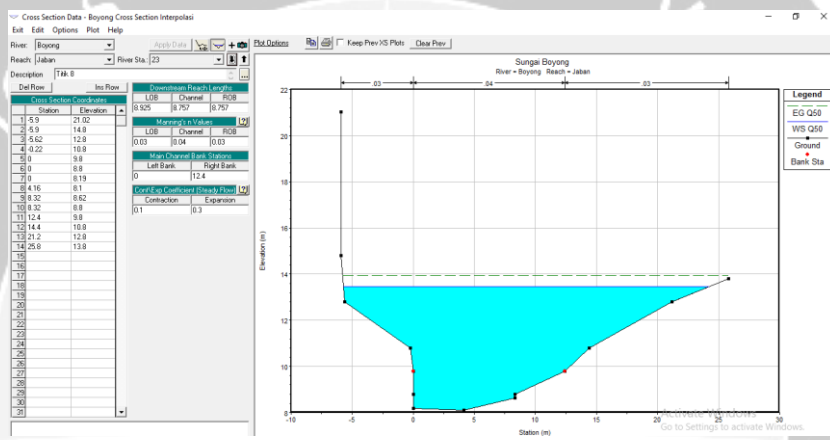 Cross Section Data - Boyong Cross Section Interpolasi
Exit Edit Options Plot Help
River: Boyong Apply Data Plot Options Keep Prev XS Plots Clear Prev
Reach: Jaban River Sta.: 23
Description Titik 8
Del Row Ins Row
Cross Section Coordinates
Station Elevation
1 -5.9 21.02
2 -5.9 14.8
3 -5.62 12.8
4 -0.22 10.8
5 0 9.8
6 0 8.8
7 0 8.19
8 4.16 8.1
9 8.32 8.62
10 8.32 8.8
11 12.4 9.8
12 14.4 10.8
13 21.2 12.8
14 25.8 13.8
15
16
17
18
19
20
21
22
23
24
25
26
27
28
29
30
31
Downstream Reach Lengths
LOB Channel ROB
8.925 8.757 8.757
Manning's n Values
LOB Channel ROB
0.03 0.04 0.03
Main Channel Bank Stations
Left Bank Right Bank
0 12.4
Cont\Exp Coefficient (Steady Flow)
Contraction Expansion
0.1 0.3
Sungai Boyong
River = Boyong Reach = Jaban
.03 .04 .03
22
20
18
16
14
12
10
8
Elevation (m)
-10 -5 0 5 10 15 20 25 30
Station (m)
Legend
EG Q50
WS Q50
Ground
Bank Sta
Activate Windows
Go to Settings to activate Windows.